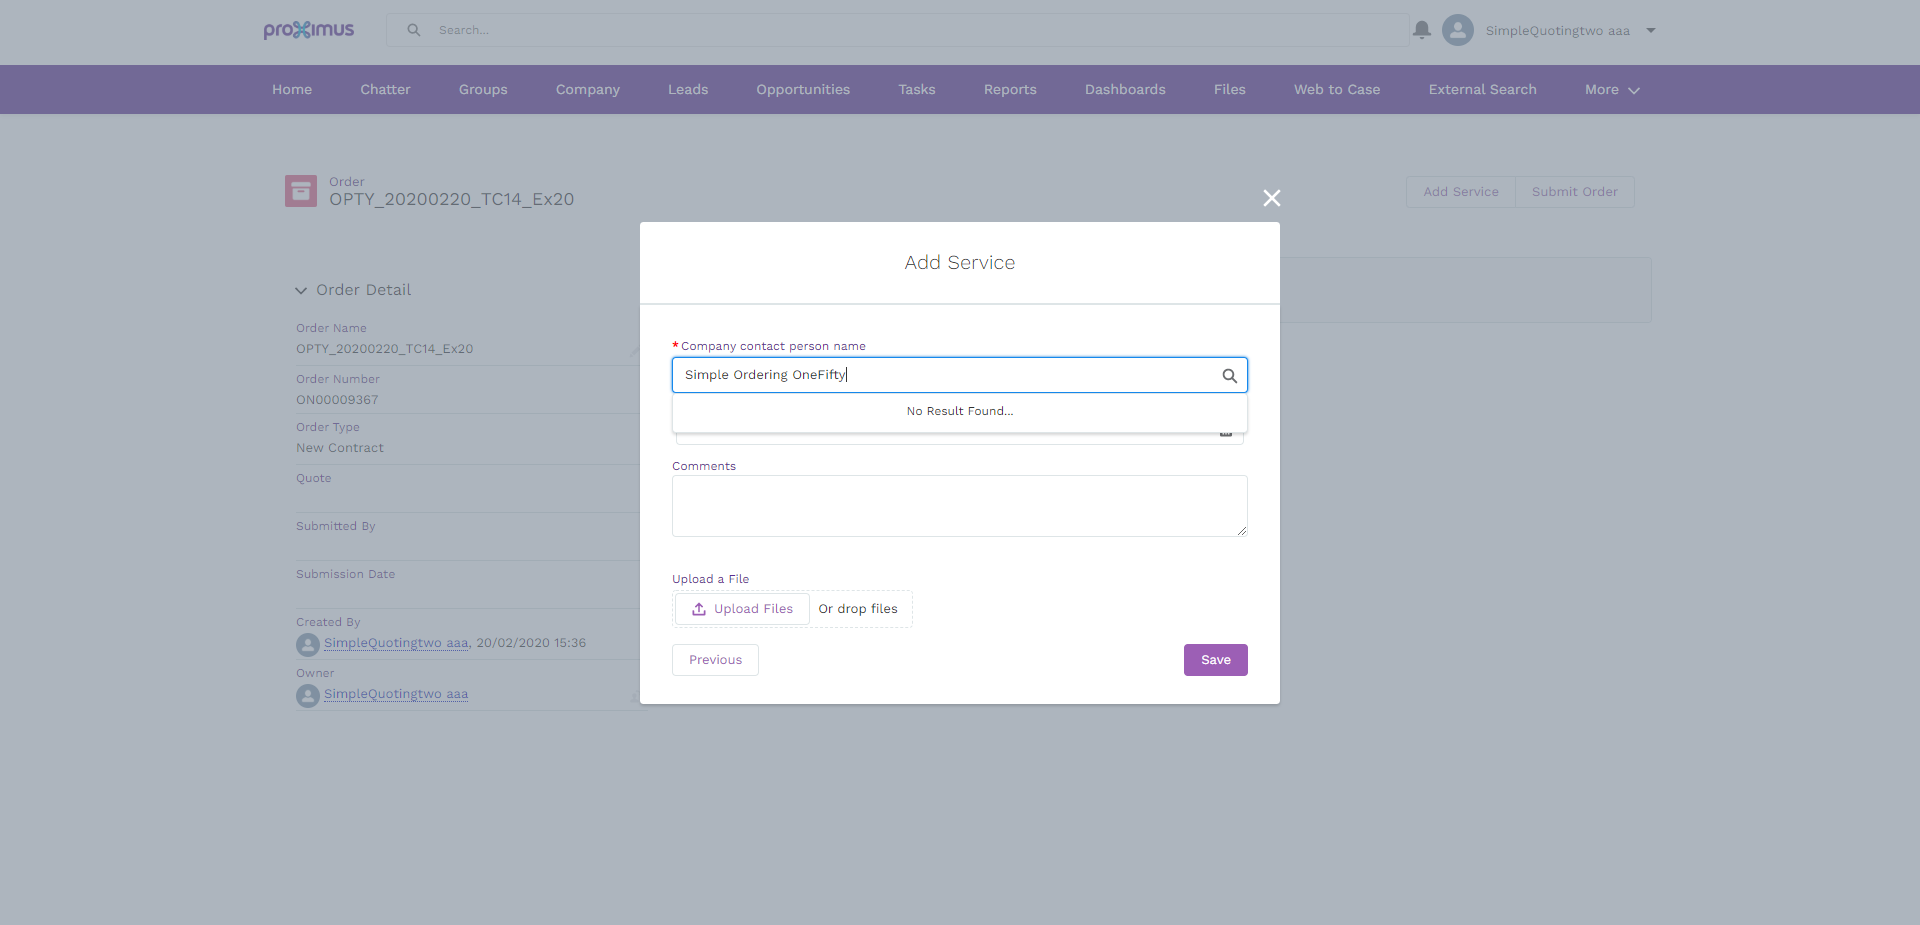 proximus
Search...
SimpleQuotingtwo aaa
Home Chatter Groups Company Leads Opportunities Tasks Reports Dashboards Files Web to Case External Search More
Order
OPTY_20200220_TC14_Ex20
Add Service Submit Order
Add Service
Order Detail
Order Name
OPTY_20200220_TC14_Ex20
Order Number
ON00009367
Order Type
New Contract
Quote
Submitted By
Submission Date
Created By
SimpleQuotingtwo aaa, 20/02/2020 15:36
Owner
SimpleQuotingtwo aaa
*Company contact person name
Simple Ordering OneFifty
No Result Found...
Comments
Upload a File
Upload Files Or drop files
Previous Save